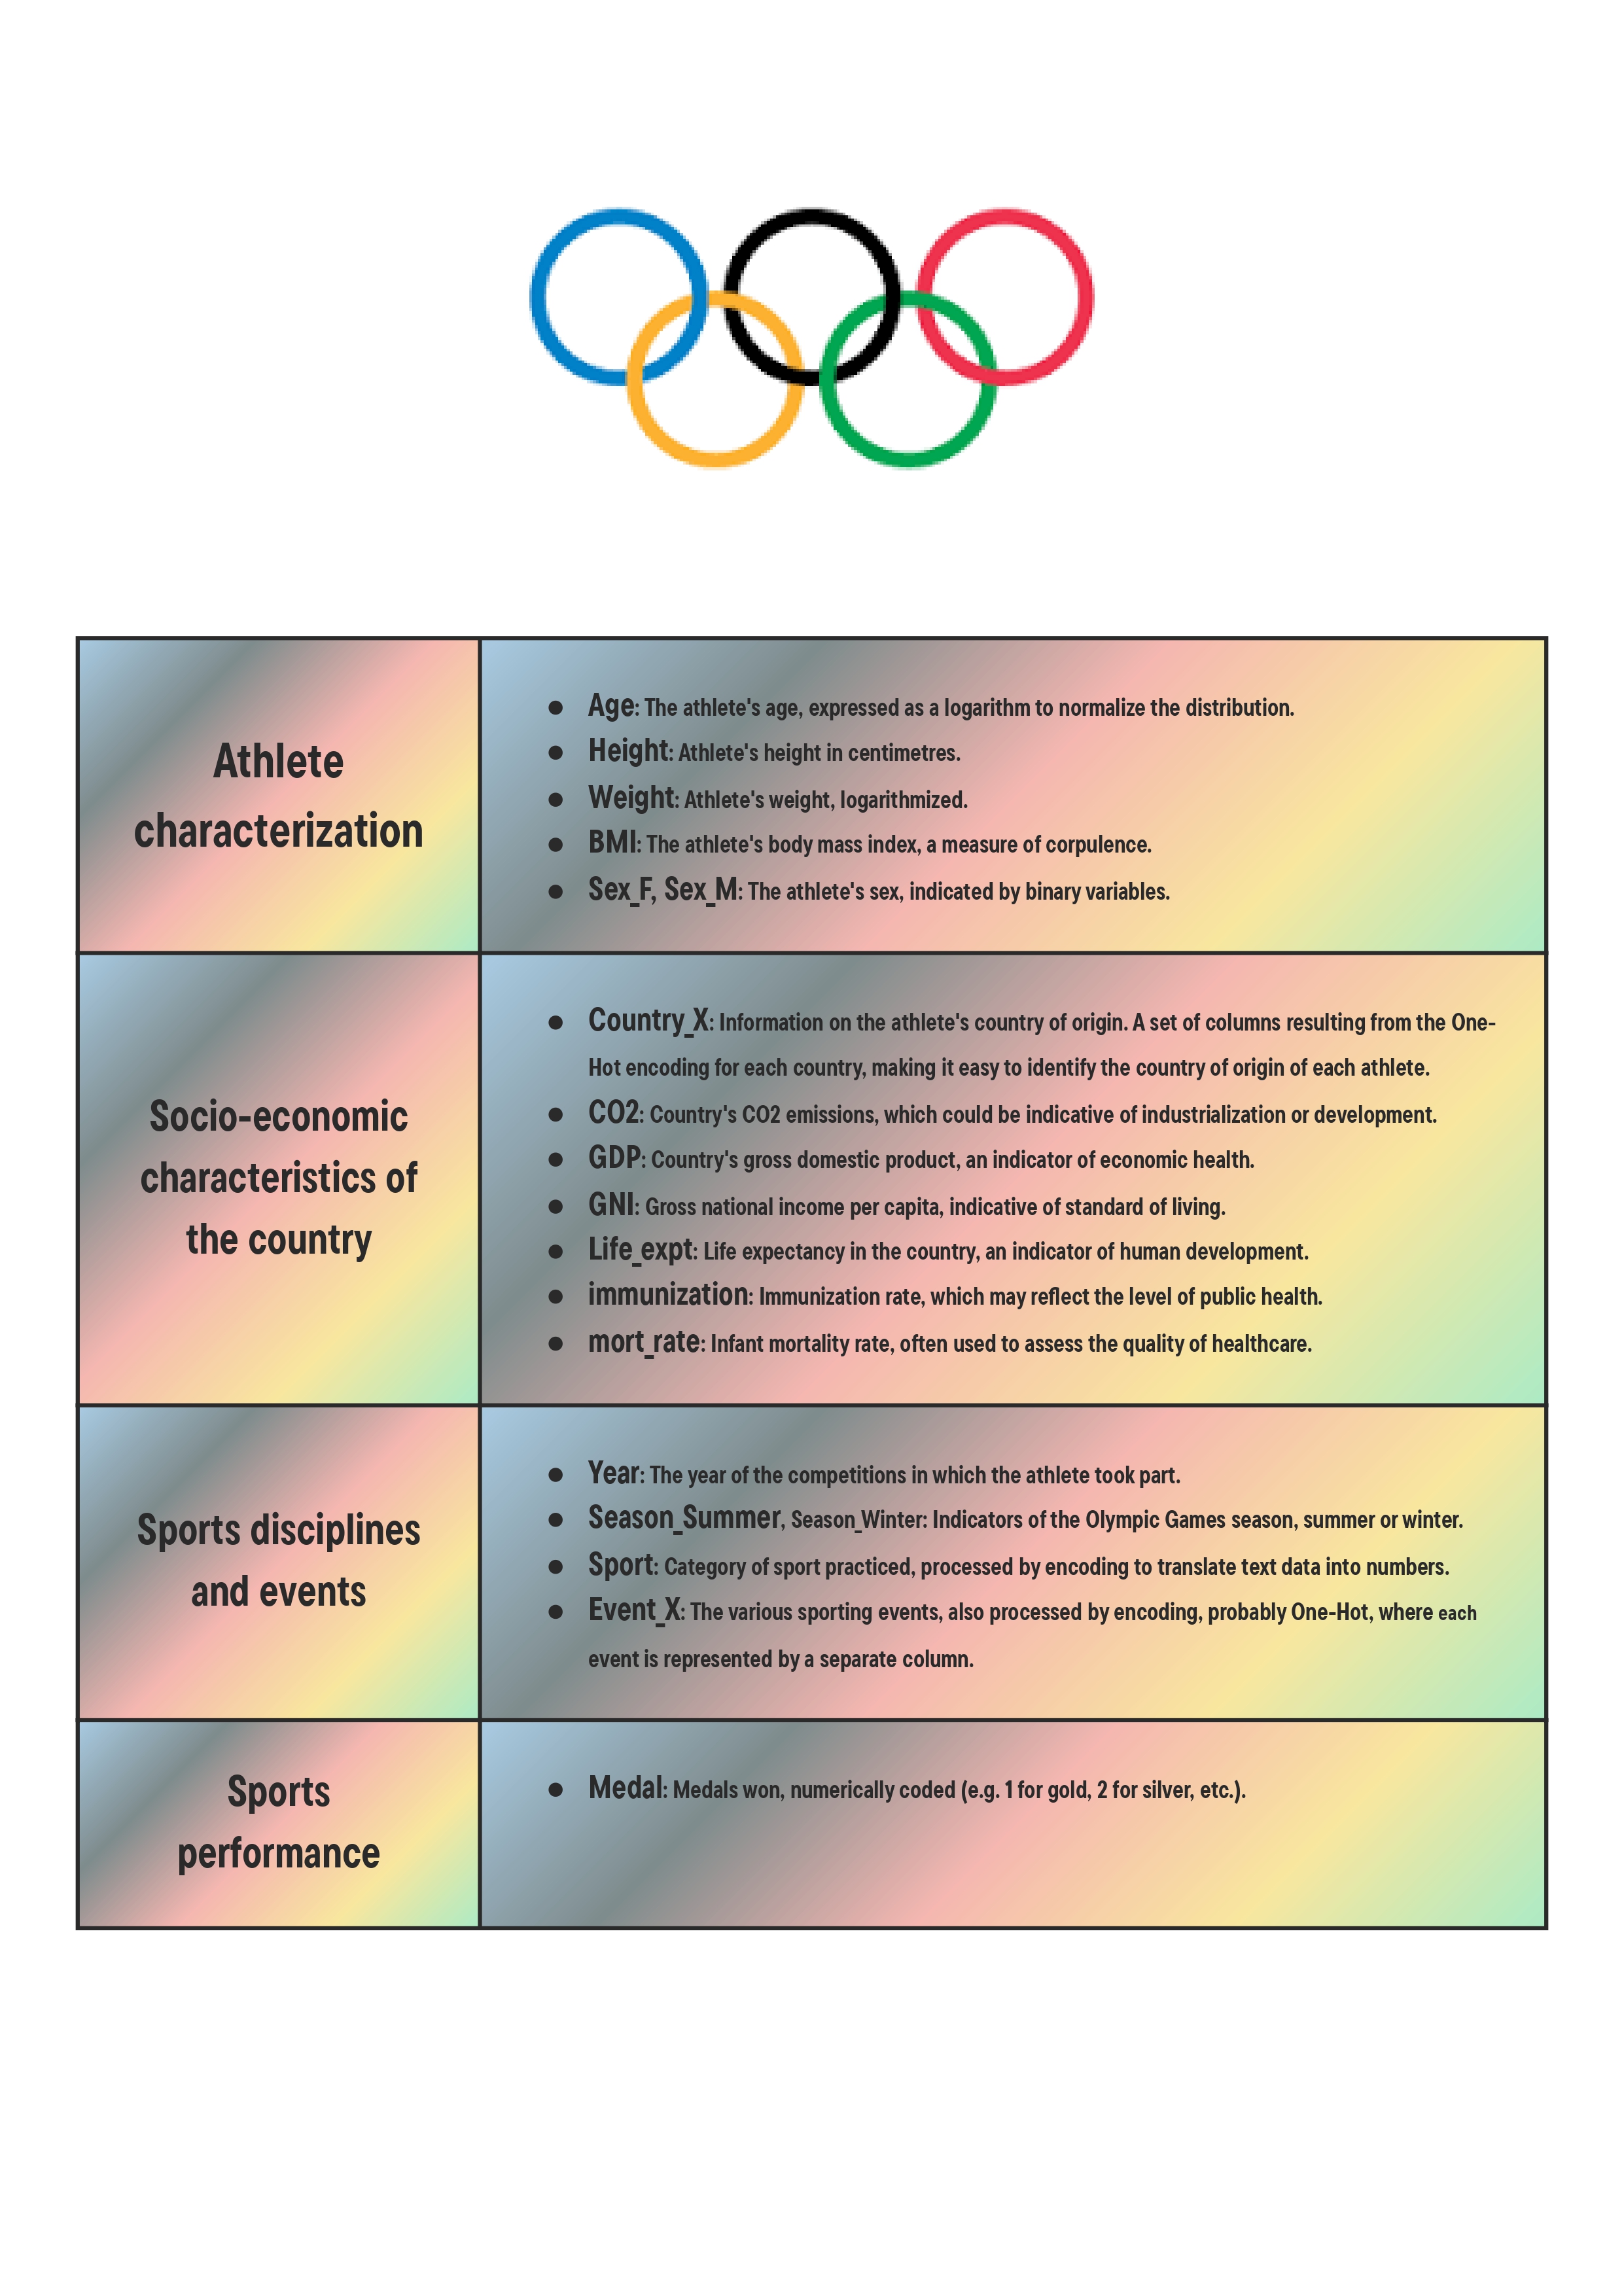 Athlete
characterization
● Age: The athlete's age, expressed as a logarithm to normalize the distribution.
● Height: Athlete's height in centimetres.
● Weight: Athlete's weight, logarithmized.
● BMI: The athlete's body mass index, a measure of corpulence.
● Sex_F, Sex_M: The athlete's sex, indicated by binary variables.
Socio-economic
characteristics of
the country
● Country_X: Information on the athlete's country of origin. A set of columns resulting from the One-
Hot encoding for each country, making it easy to identify the country of origin of each athlete.
● CO2: Country's CO2 emissions, which could be indicative of industrialization or development.
● GDP: Country's gross domestic product, an indicator of economic health.
● GNI: Gross national income per capita, indicative of standard of living.
● Life_expt: Life expectancy in the country, an indicator of human development.
● immunization: Immunization rate, which may reflect the level of public health.
● mort_rate: Infant mortality rate, often used to assess the quality of healthcare.
Sports disciplines
and events
● Year: The year of the competitions in which the athlete took part.
● Season_Summer, Season_Winter: Indicators of the Olympic Games season, summer or winter.
● Sport: Category of sport practiced, processed by encoding to translate text data into numbers.
● Event_X: The various sporting events, also processed by encoding, probably One-Hot, where each
event is represented by a separate column.
Sports
performance
● Medal: Medals won, numerically coded (e.g. 1 for gold, 2 for silver, etc.).